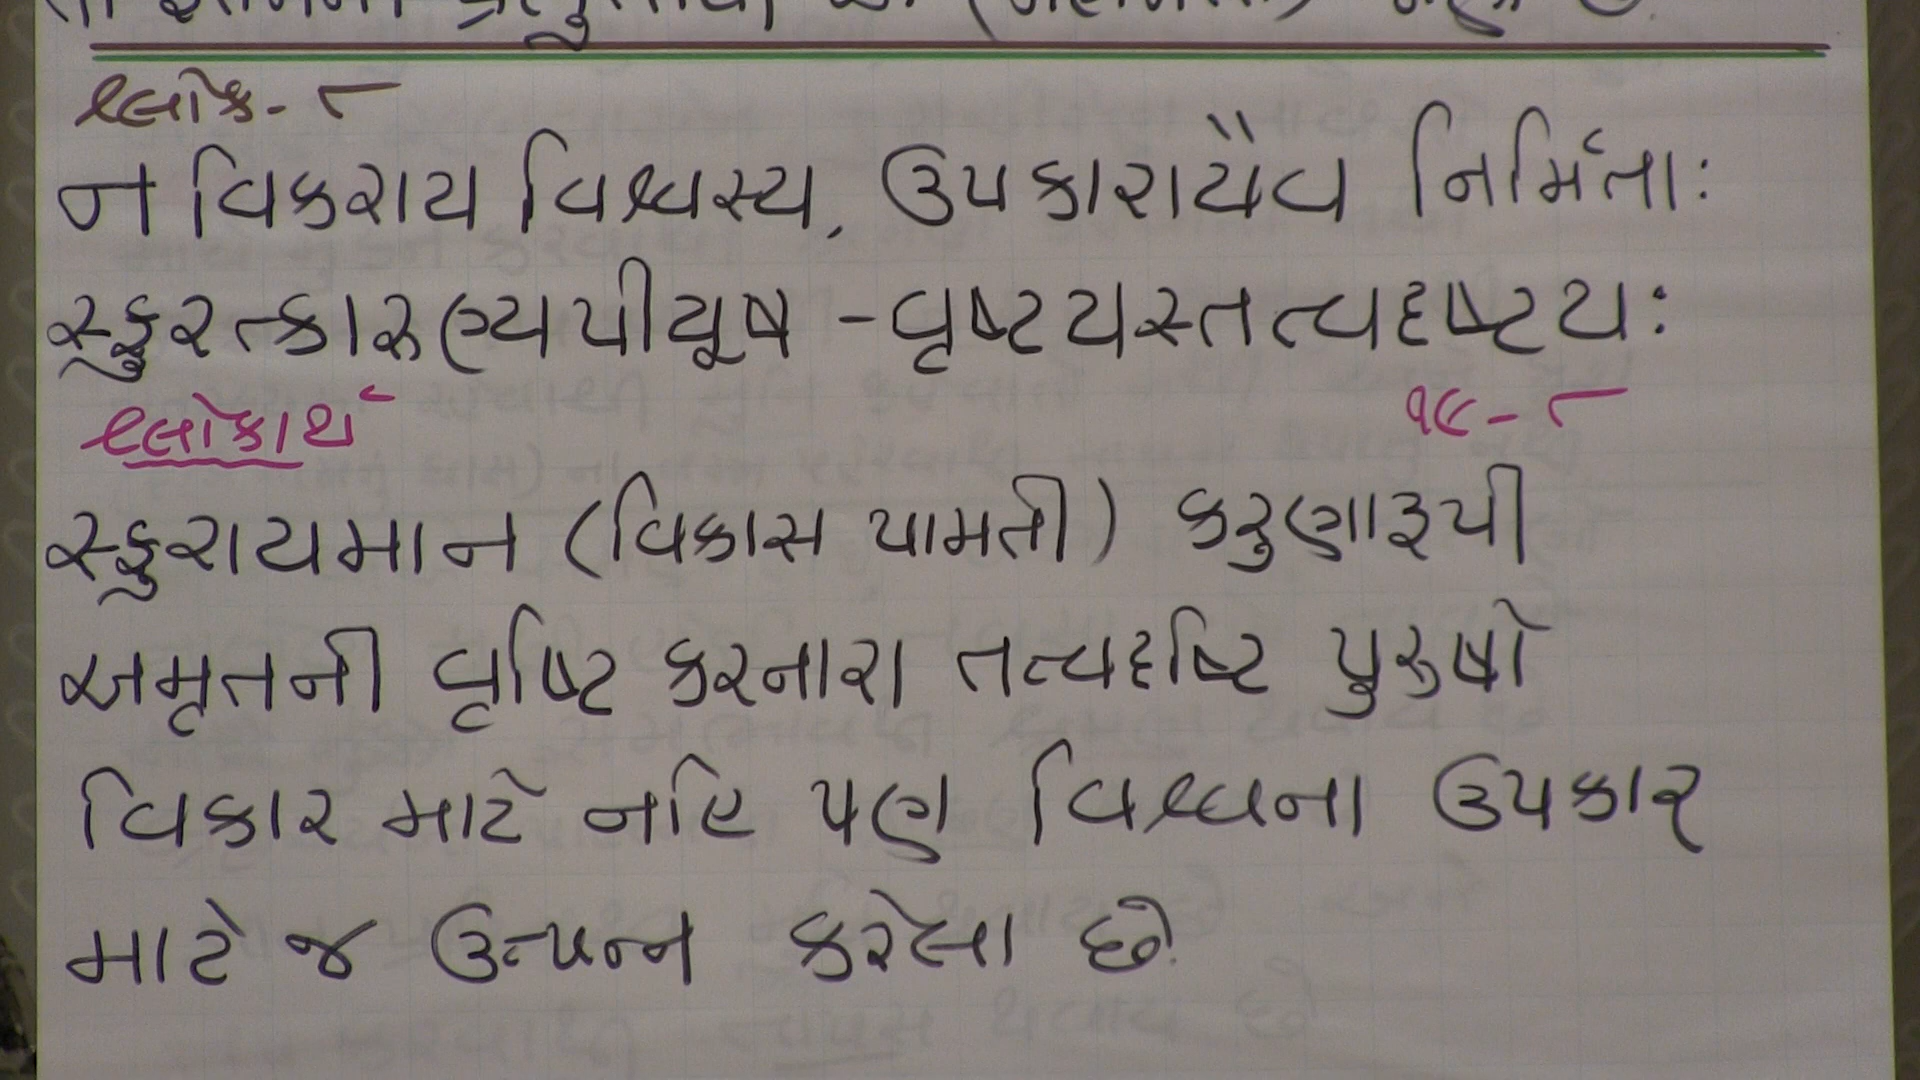 શ્લોક - ૮
ન વિકરાય વિશ્વસ્ય, ઉપકારાયૈવ નિર્મિતાઃ
સ્ફુરત્કારુણ્યપીયૂષ - વૃષ્ટયસ્તત્ત્વદૃષ્ટયઃ
શ્લોકાર્થ ૧૯ - ૮
સ્ફુરાયમાન (વિકાસ પામતી) કરુણારૂપી
અમૃતની વૃષ્ટિ કરનારા તત્ત્વદૃષ્ટિ પુરુષો
વિકાર માટે નહિ પણ વિશ્વના ઉપકાર
માટે જ ઉત્પન્ન કરેલા છે.